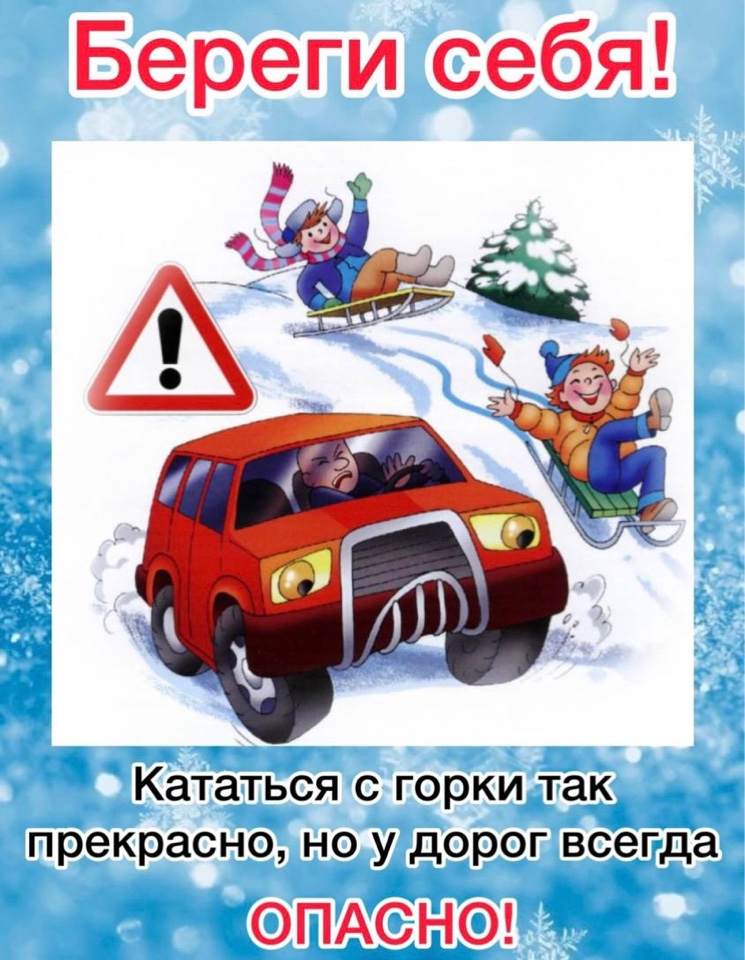 Береги себя!
Кататься с горки так
прекрасно, но у дорог всегда
ОПАСНО!